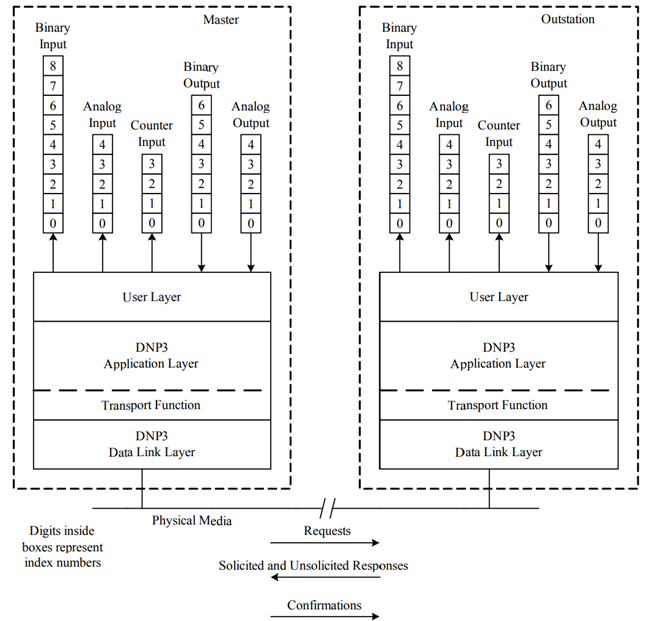 Master
Binary
Input
8
7
6
5
4
3
2
1
0
Analog
Input
4
3
2
1
0
Counter
Input
3
2
1
0
Binary
Output
6
5
4
3
2
1
0
Analog
Output
4
3
2
1
0
User Layer
DNP3
Application Layer
Transport Function
DNP3
Data Link Layer
Outstation
Binary
Input
8
7
6
5
4
3
2
1
0
Analog
Input
4
3
2
1
0
Counter
Input
3
2
1
0
Binary
Output
6
5
4
3
2
1
0
Analog
Output
4
3
2
1
0
User Layer
DNP3
Application Layer
Transport Function
DNP3
Data Link Layer
Physical Media
Digits inside
boxes represent
index numbers
Requests
Solicited and Unsolicited Responses
Confirmations